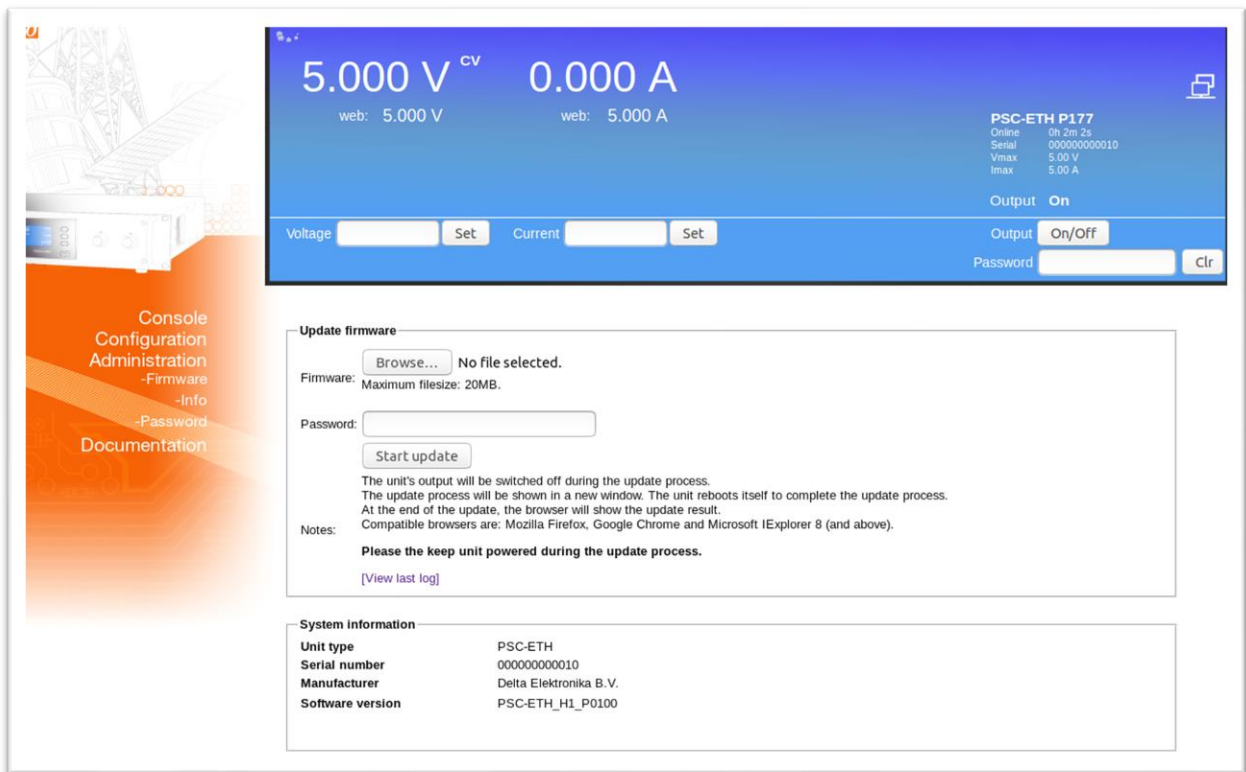 5.000 V CV 0.000 A
web: 5.000 V web: 5.000 A
PSC-ETH P177
Online 0h 2m 2s
Serial 000000000010
Vmax 5.00 V
Imax 5.00 A
Output On
Voltage Set Current Set Output On/Off
Password Clr
Console
Configuration
Administration
-Firmware
-Info
-Password
Documentation
Update firmware
Firmware: Browse... No file selected.
Maximum filesize: 20MB.
Password:
Start update
Notes:
The unit's output will be switched off during the update process.
The update process will be shown in a new window. The unit reboots itself to complete the update process.
At the end of the update, the browser will show the update result.
Compatible browsers are: Mozilla Firefox, Google Chrome and Microsoft IExplorer 8 (and above).
Please the keep unit powered during the update process.
[View last log]
System information
Unit type PSC-ETH
Serial number 000000000010
Manufacturer Delta Elektronika B.V.
Software version PSC-ETH_H1_P0100